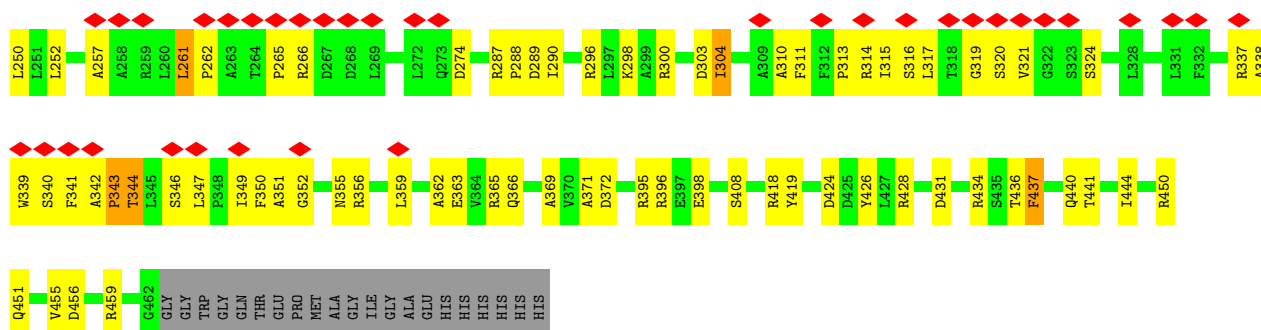 L250 L251 L252 A257 A258 R259 L260 L261 P262 A263 T264 P265 R266 D267 D268 L269 L272 Q273 D274 R287 P288 D289 I290 R296 L297 K298 A299 R300 D303 I304 A309 A310 F311 F312 P313 R314 I315 S316 L317 T318 G319 S320 V321 G322 S323 S324 L328 L331 F332 R337 A338
W339 S340 F341 A342 P343 T344 L345 S346 L347 P348 I349 F350 A351 G352 N355 R356 L359 A362 E363 V364 R365 Q366 A369 V370 A371 D372 R395 R396 E397 E398 S408 R418 Y419 D424 D425 Y426 L427 R428 D431 R434 S435 T436 F437 Q440 T441 I444 R450
Q451 V455 D456 R459 G462 GLY GLY TRP GLY GLN THR GLU PRO MET ALA GLY ILE GLY ALA GLU HIS HIS HIS HIS HIS HIS